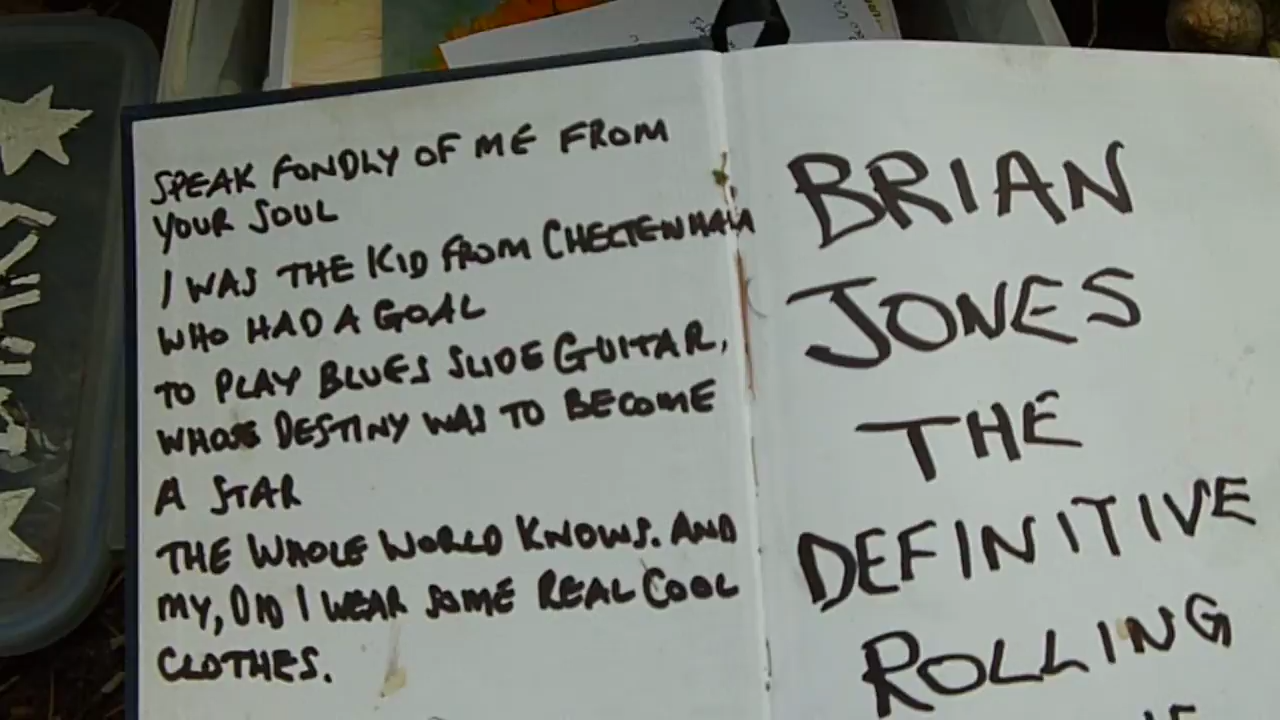 SPEAK FONDLY OF ME FROM
YOUR SOUL
I WAS THE KID FROM CHELTENHAM
WHO HAD A GOAL
TO PLAY BLUES SLIDE GUITAR,
WHOSE DESTINY WAS TO BECOME
A STAR
THE WHOLE WORLD KNOWS. AND
MY, DID I WEAR SOME REAL COOL
CLOTHES.
BRIAN
JONES
THE
DEFINITIVE
ROLLING